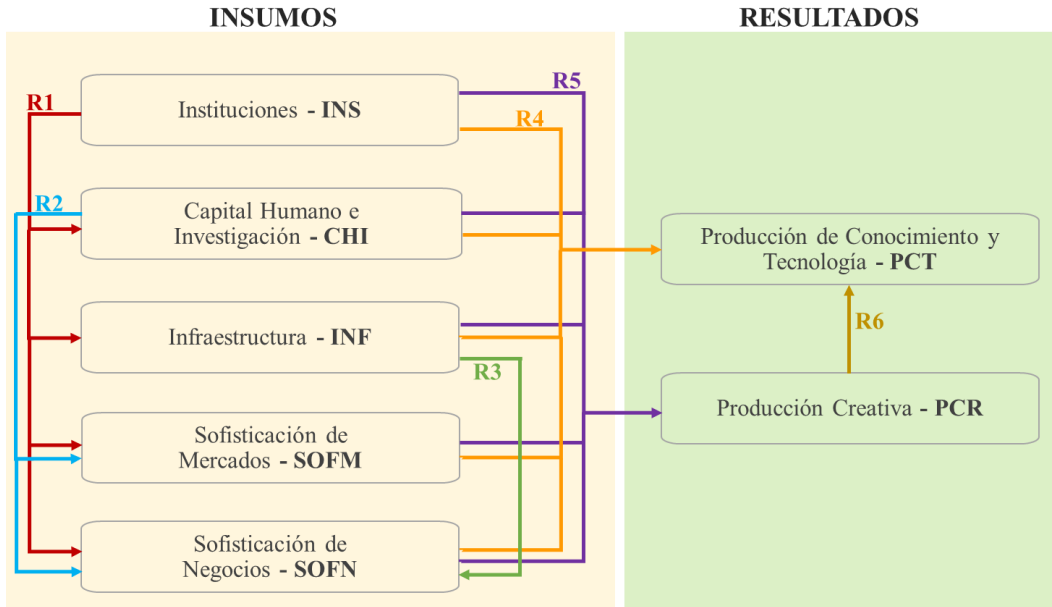 INSUMOS
RESULTADOS
R1
R5
Instituciones - INS
R4
R2
Capital Humano e
Investigación - CHI
Producción de Conocimiento y
Tecnología - PCT
Infraestructura - INF
R6
R3
Producción Creativa - PCR
Sofisticación de
Mercados - SOFM
Sofisticación de
Negocios - SOFN